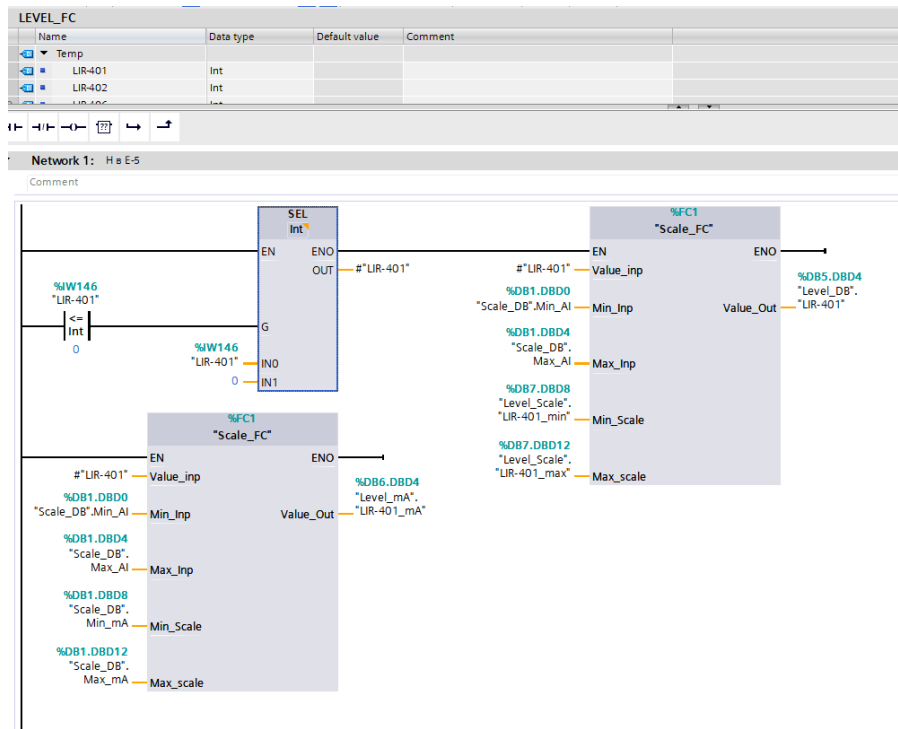 LEVEL_FC
Name Data type Default value Comment
Temp
LIR-401 Int
LIR-402 Int
Network 1: Н в E-5
Comment
SEL
Int
EN ENO
OUT #"LIR-401"
%IW146
"LIR-401"
<=
Int
0
G
%IW146
"LIR-401" IN0
0 IN1
%FC1
"Scale_FC"
EN ENO
#"LIR-401" Value_inp
%DB1.DBD0
"Scale_DB".Min_AI Min_Inp
%DB5.DBD4
"Level_DB".
Value_Out "LIR-401"
%DB1.DBD4
"Scale_DB".
Max_AI Max_Inp
%DB7.DBD8
"Level_Scale".
"LIR-401_min" Min_Scale
%DB7.DBD12
"Level_Scale".
"LIR-401_max" Max_scale
%FC1
"Scale_FC"
EN ENO
#"LIR-401" Value_inp
%DB1.DBD0
"Scale_DB".Min_AI Min_Inp
%DB6.DBD4
"Level_mA".
Value_Out "LIR-401_mA"
%DB1.DBD4
"Scale_DB".
Max_AI Max_Inp
%DB1.DBD8
"Scale_DB".
Min_mA Min_Scale
%DB1.DBD12
"Scale_DB".
Max_mA Max_scale